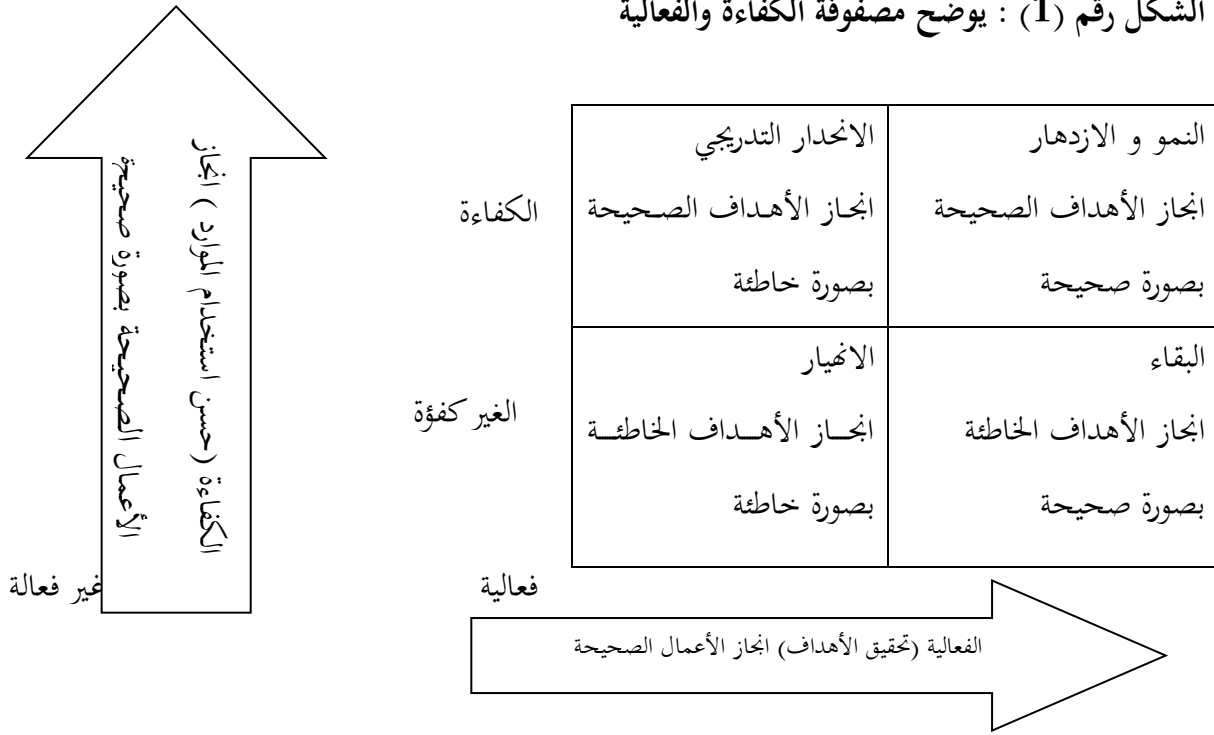 الشكل رقم (1) : يوضح مصفوفة الكفاءة والفعالية
النمو و الازدهار
انجاز الأهداف الصحيحة
بصورة صحيحة
الانحدار التدريجي
انجاز الأهداف الصحيحة
بصورة خاطئة
الكفاءة
البقاء
انجاز الأهداف الخاطئة
بصورة صحيحة
الانهيار
انجاز الأهداف الخاطئة
بصورة خاطئة
الغير كفؤة
الكفاءة (حسن استخدام الموارد ) انجاز
الأعمال الصحيحة بصورة صحيحة
فعالية
غير فعالة
الفعالية (تحقيق الأهداف) انجاز الأعمال الصحيحة